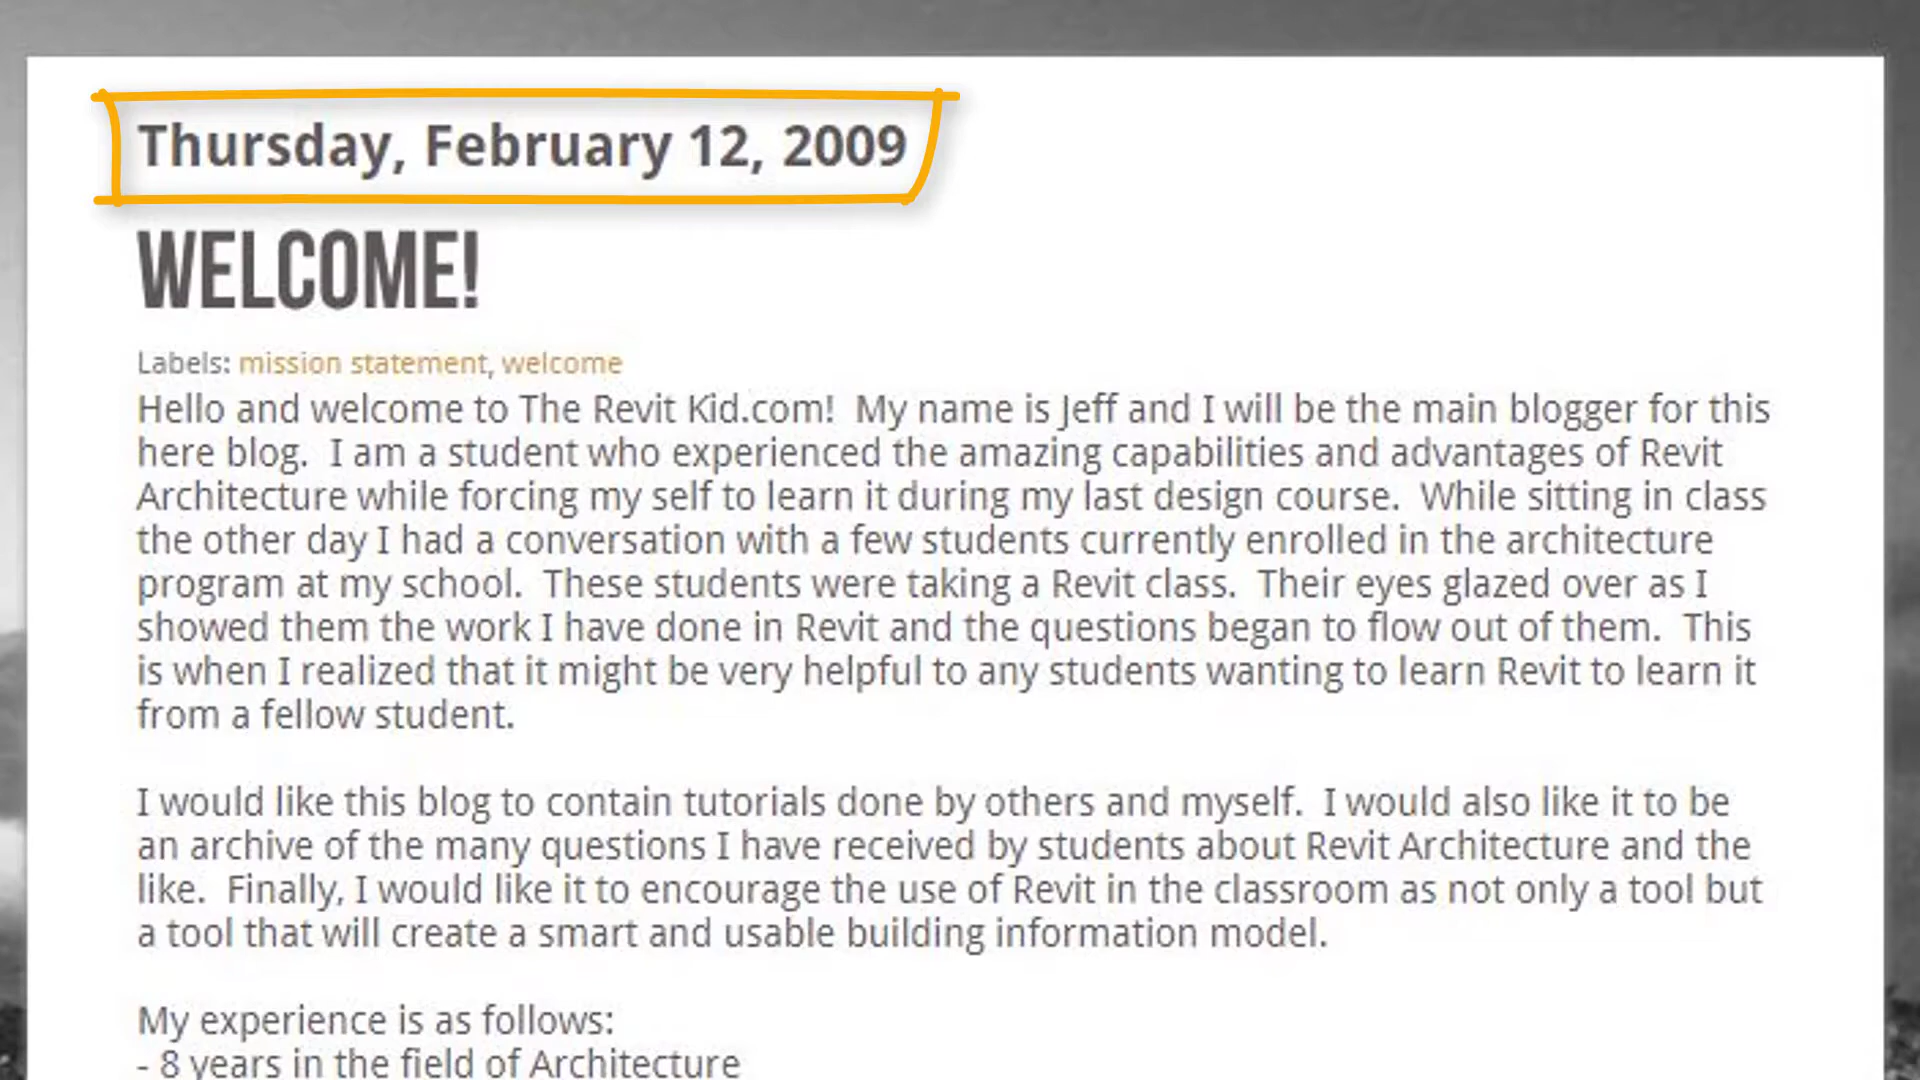 Thursday, February 12, 2009
WELCOME!
Labels: mission statement, welcome
Hello and welcome to The Revit Kid.com!  My name is Jeff and I will be the main blogger for this
here blog.  I am a student who experienced the amazing capabilities and advantages of Revit
Architecture while forcing my self to learn it during my last design course.  While sitting in class
the other day I had a conversation with a few students currently enrolled in the architecture
program at my school.  These students were taking a Revit class.  Their eyes glazed over as I
showed them the work I have done in Revit and the questions began to flow out of them.  This
is when I realized that it might be very helpful to any students wanting to learn Revit to learn it
from a fellow student.
I would like this blog to contain tutorials done by others and myself.  I would also like it to be
an archive of the many questions I have received by students about Revit Architecture and the
like.  Finally, I would like it to encourage the use of Revit in the classroom as not only a tool but
a tool that will create a smart and usable building information model.
My experience is as follows:
- 8 years in the field of Architecture